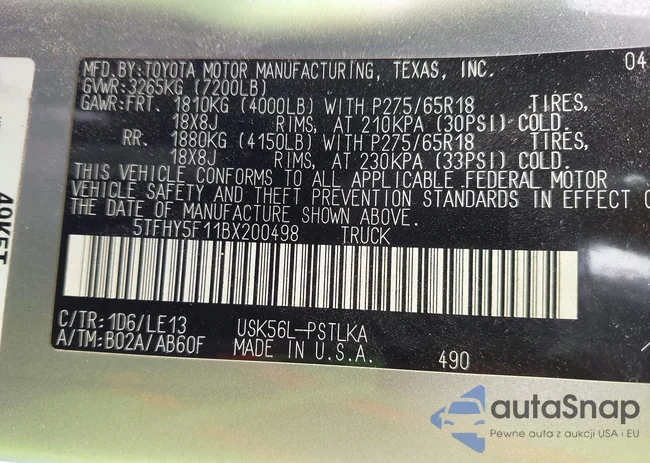 MFD.BY:TOYOTA MOTOR MANUFACTURING, TEXAS, INC. 04
GVWR:3265KG (7200LB)
GAWR:FRT. 1810KG (4000LB) WITH P275/65R18 TIRES,
18X8J RIMS, AT 210KPA (30PSI) COLD.
RR. 1880KG (4150LB) WITH P275/65R18 TIRES,
18X8J RIMS, AT 230KPA (33PSI) COLD.
THIS VEHICLE CONFORMS TO ALL APPLICABLE FEDERAL MOTOR
VEHICLE SAFETY AND THEFT PREVENTION STANDARDS IN EFFECT O
THE DATE OF MANUFACTURE SHOWN ABOVE.
5TFHY5F11BX200498 TRUCK
C/TR:1D6/LE13 USK56L-PSTLKA
A/TM:B02A/AB60F MADE IN U.S.A. 490
49KFT
autaSnap
Pewne auta z aukcji USA i EU